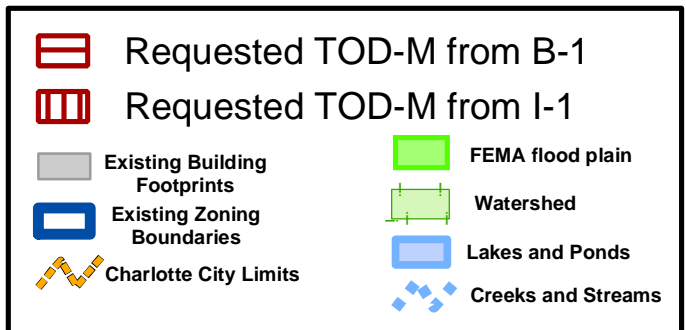 Requested TOD-M from B-1
Requested TOD-M from I-1
Existing Building
Footprints
Existing Zoning
Boundaries
Charlotte City Limits
FEMA flood plain
Watershed
Lakes and Ponds
Creeks and Streams